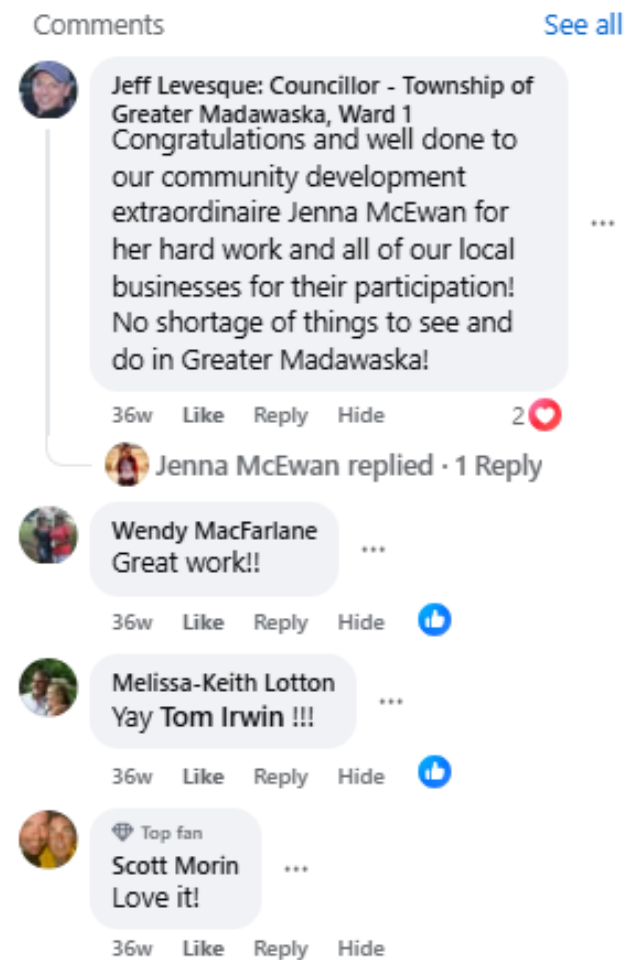 Comments See all
Jeff Levesque: Councillor - Township of
Greater Madawaska, Ward 1
Congratulations and well done to
our community development
extraordinaire Jenna McEwan for
her hard work and all of our local
businesses for their participation!
No shortage of things to see and
do in Greater Madawaska!
36w Like Reply Hide 2
Jenna McEwan replied · 1 Reply
Wendy MacFarlane
Great work!!
36w Like Reply Hide
Melissa-Keith Lotton
Yay Tom Irwin !!!
36w Like Reply Hide
Top fan
Scott Morin
Love it!
36w Like Reply Hide